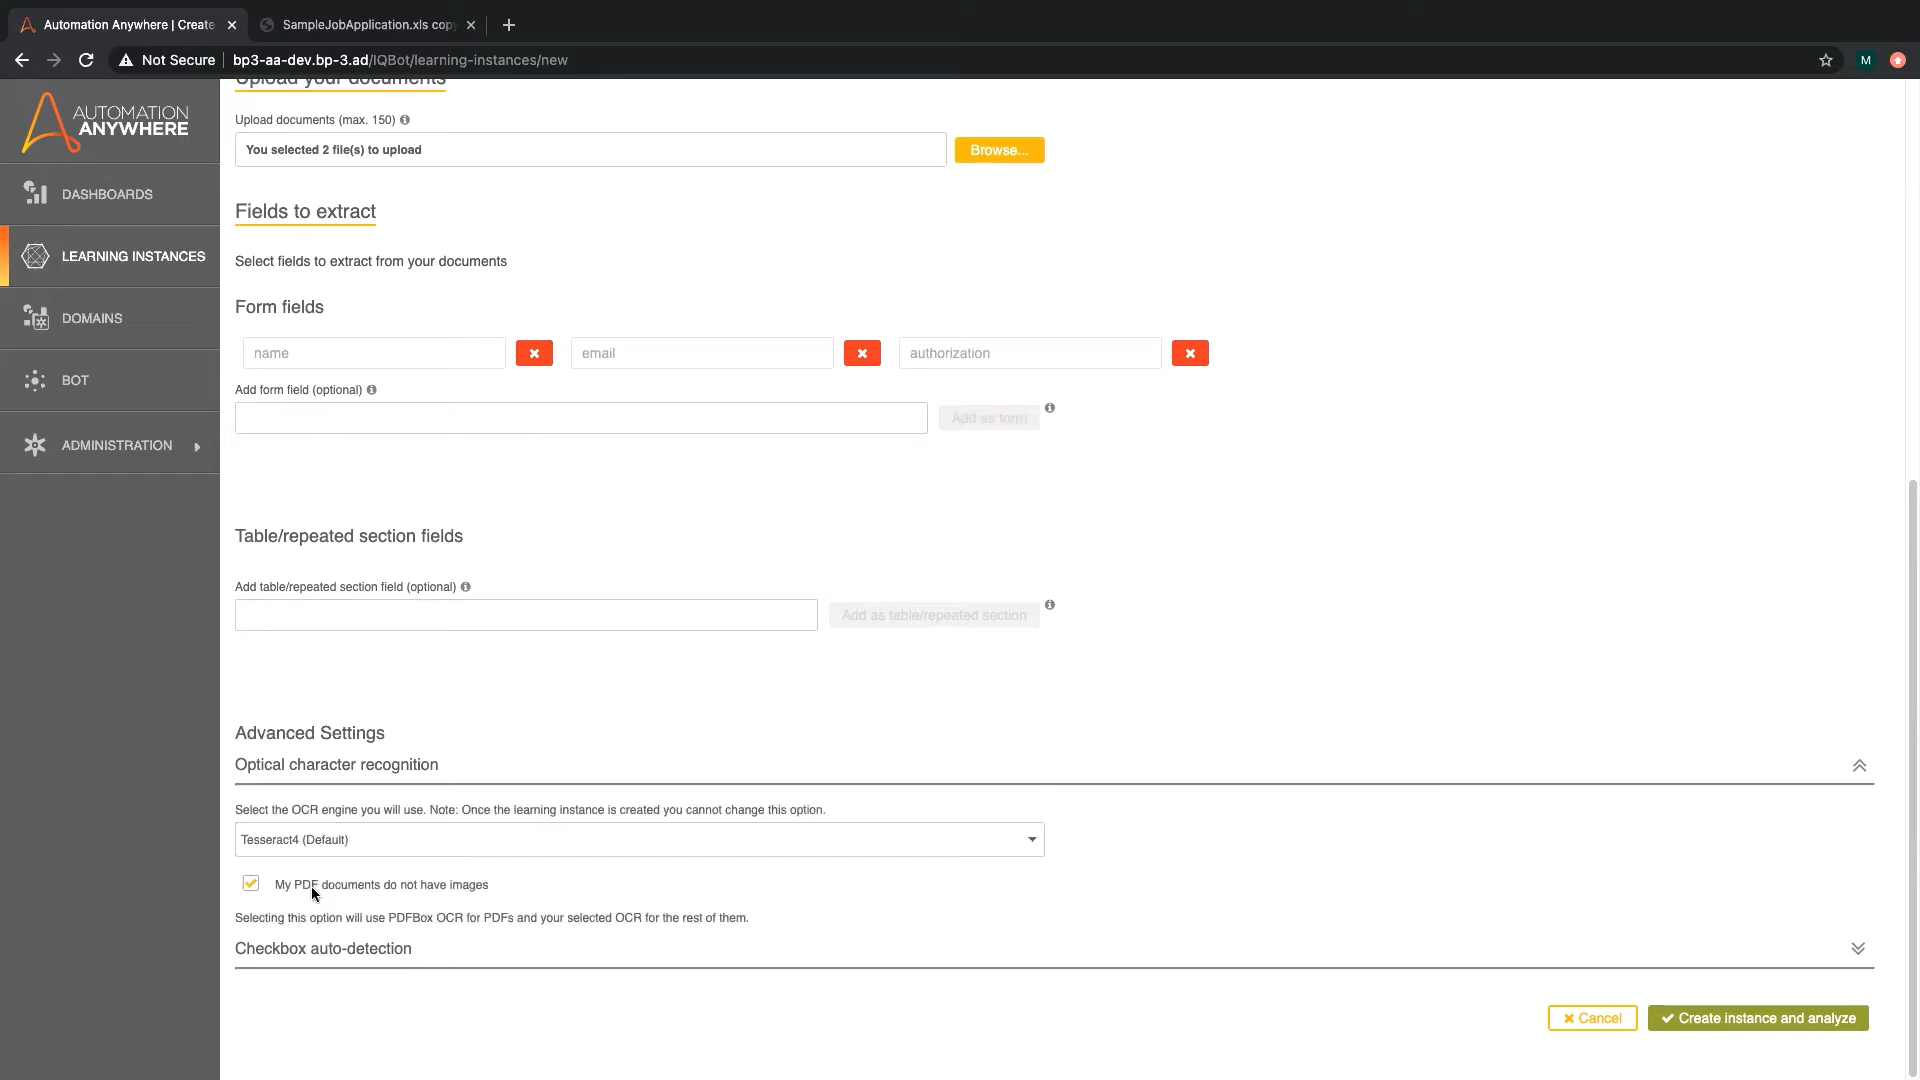 Automation Anywhere | Create
SampleJobApplication.xls cop
Not Secure
bp3-aa-dev.bp-3.ad/IQBot/learning-instances/new
M
AUTOMATION
ANYWHERE
DASHBOARDS
LEARNING INSTANCES
DOMAINS
BOT
ADMINISTRATION
Upload your documents
Upload documents (max. 150)
You selected 2 file(s) to upload
Browse...
Fields to extract
Select fields to extract from your documents
Form fields
name
email
authorization
Add form field (optional)
Add as form
Table/repeated section fields
Add table/repeated section field (optional)
Add as table/repeated section
Advanced Settings
Optical character recognition
Select the OCR engine you will use. Note: Once the learning instance is created you cannot change this option.
Tesseract4 (Default)
My PDF documents do not have images
Selecting this option will use PDFBox OCR for PDFs and your selected OCR for the rest of them.
Checkbox auto-detection
Cancel
Create instance and analyze